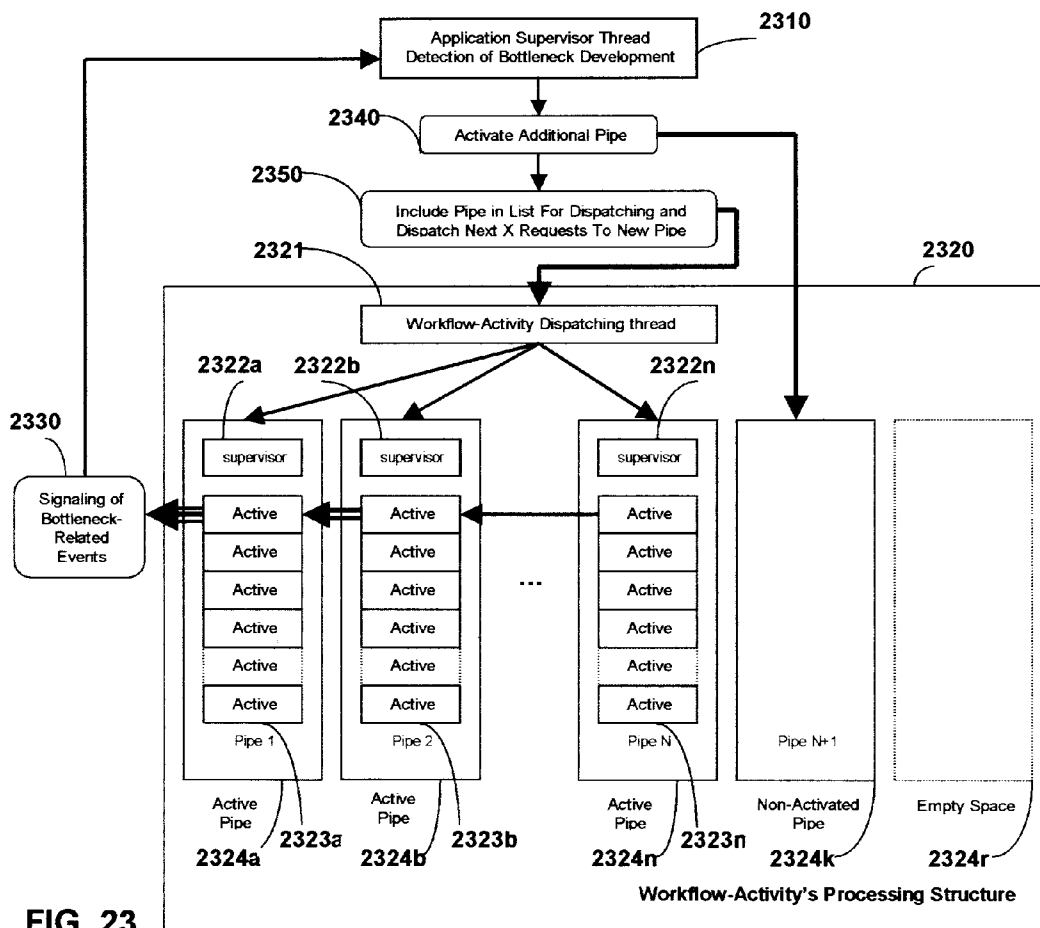 2310
Application Supervisor Thread
Detection of Bottleneck Development
2340
Activate Additional Pipe
2350
Include Pipe in List For Dispatching and
Dispatch Next X Requests To New Pipe
2321
2320
Workflow-Activity Dispatching thread
2322a
2322b
2322n
2330
supervisor
supervisor
supervisor
Signaling of
Bottleneck-
Related
Events
Active
Active
Active
Active
Active
Active
Active
Active
Active
...
Active
Active
Active
Active
Active
Active
Active
Active
Active
Pipe 1
Pipe 2
Pipe N
Pipe N+1
Active
Pipe
Active
Pipe
Active
Pipe
Non-Activated
Pipe
Empty Space
2323a
2323b
2323n
2324a
2324b
2324n
2324k
2324r
Workflow-Activity's Processing Structure
FIG. 23